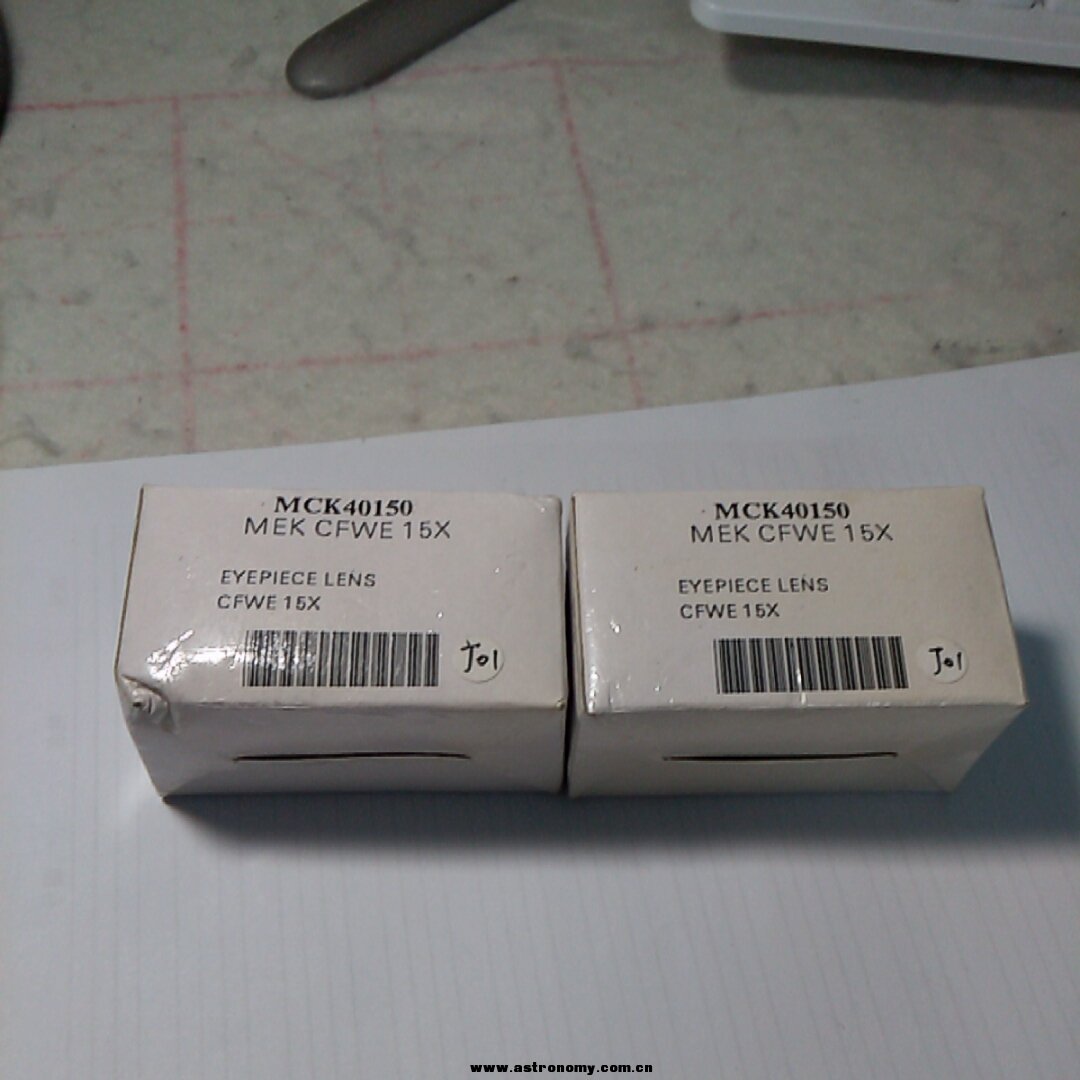 MCK40150
MEK CFWE 15X
EYEPIECE LENS
CFWE 15X
J01
MCK40150
MEK CFWE 15X
EYEPIECE LENS
CFWE 15X
J01
www.astronomy.com.cn